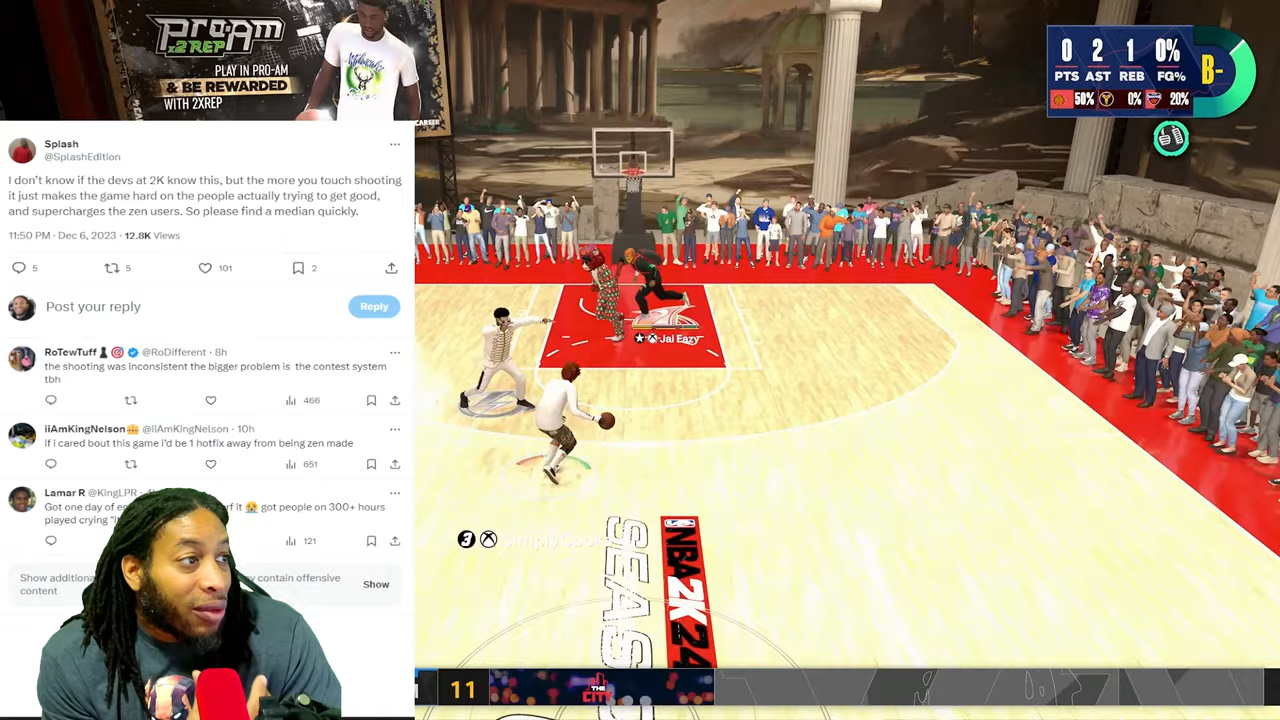 PRO-AM
x2 REP
PLAY IN PRO-AM
& BE REWARDED
WITH 2XREP
CAREER
0 2 1 0%
PTS AST REB FG%
50% 0% 20%
B-
Splash
@SplashEdition
I don't know if the devs at 2K know this, but the more you touch shooting
it just makes the game hard on the people actually trying to get good,
and supercharges the zen users. So please find a median quickly.
11:50 PM · Dec 6, 2023 · 12.8K Views
5 5 101 2
Post your reply
Reply
RoTewTuff @RoDifferent · 8h
the shooting was inconsistent the bigger problem is the contest system
tbh
466
iiAmKingNelson @IiAmKingNelson · 10h
if i cared bout this game i'd be 1 hotfix away from being zen made
651
Lamar R @KingLPR
Got one day of it got people on 300+ hours
played crying
121
Show additiona y contain offensive
content
Show
Jai Eazy
3
SEAS
NBA 2K24
11
THE CITY